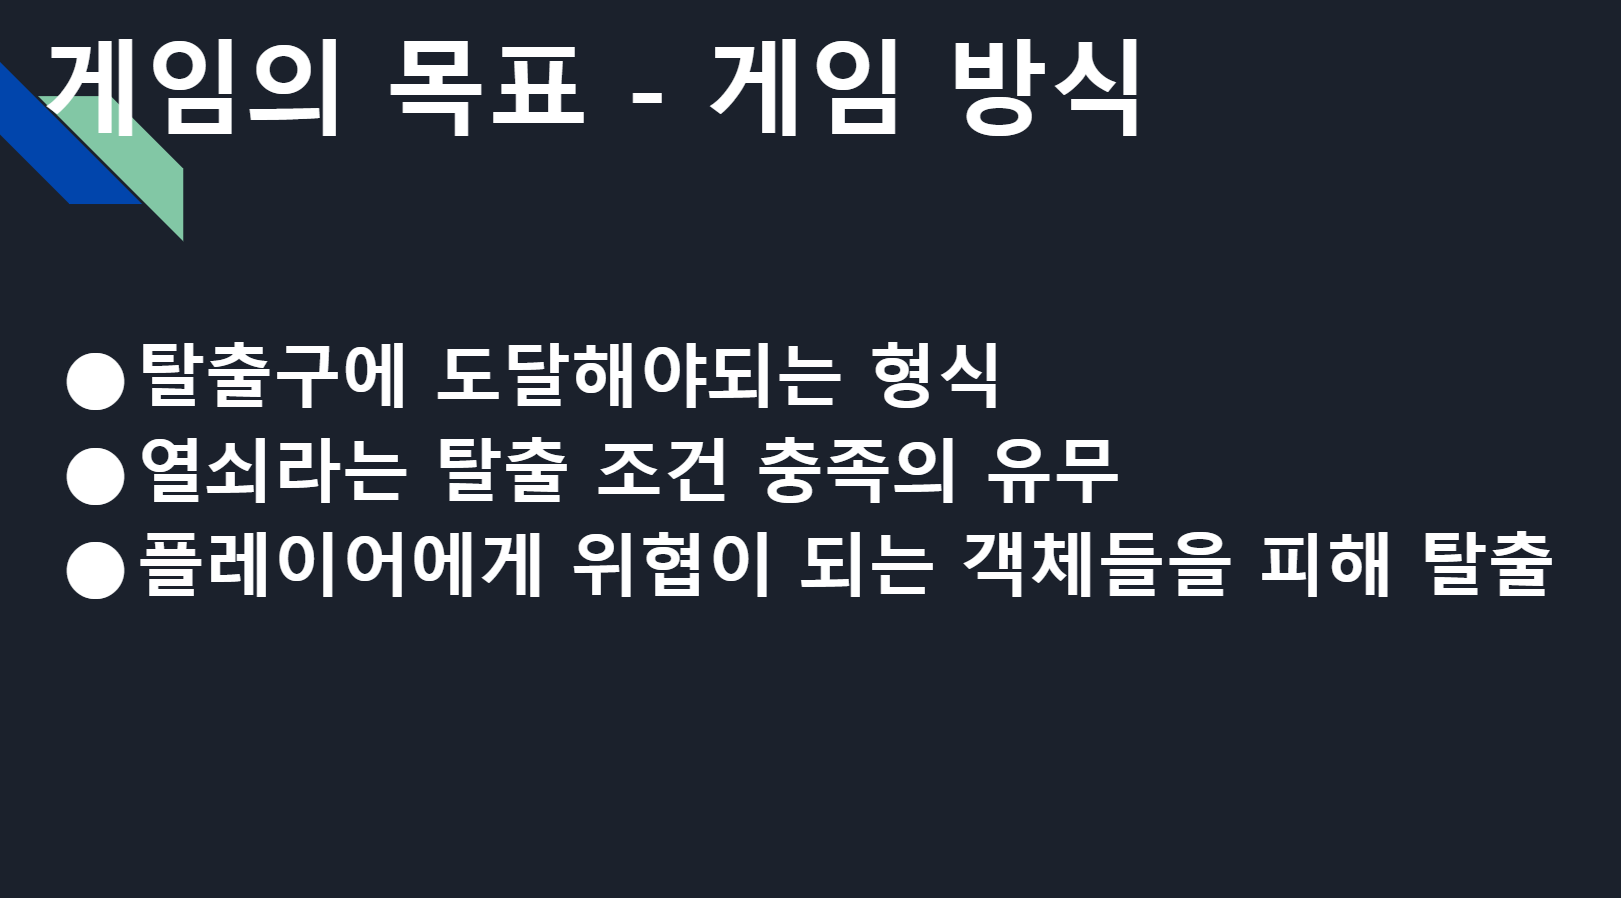 게임의 목표 - 게임 방식
● 탈출구에 도달해야되는 형식
● 열쇠라는 탈출 조건 충족의 유무
● 플레이어에게 위협이 되는 객체들을 피해 탈출